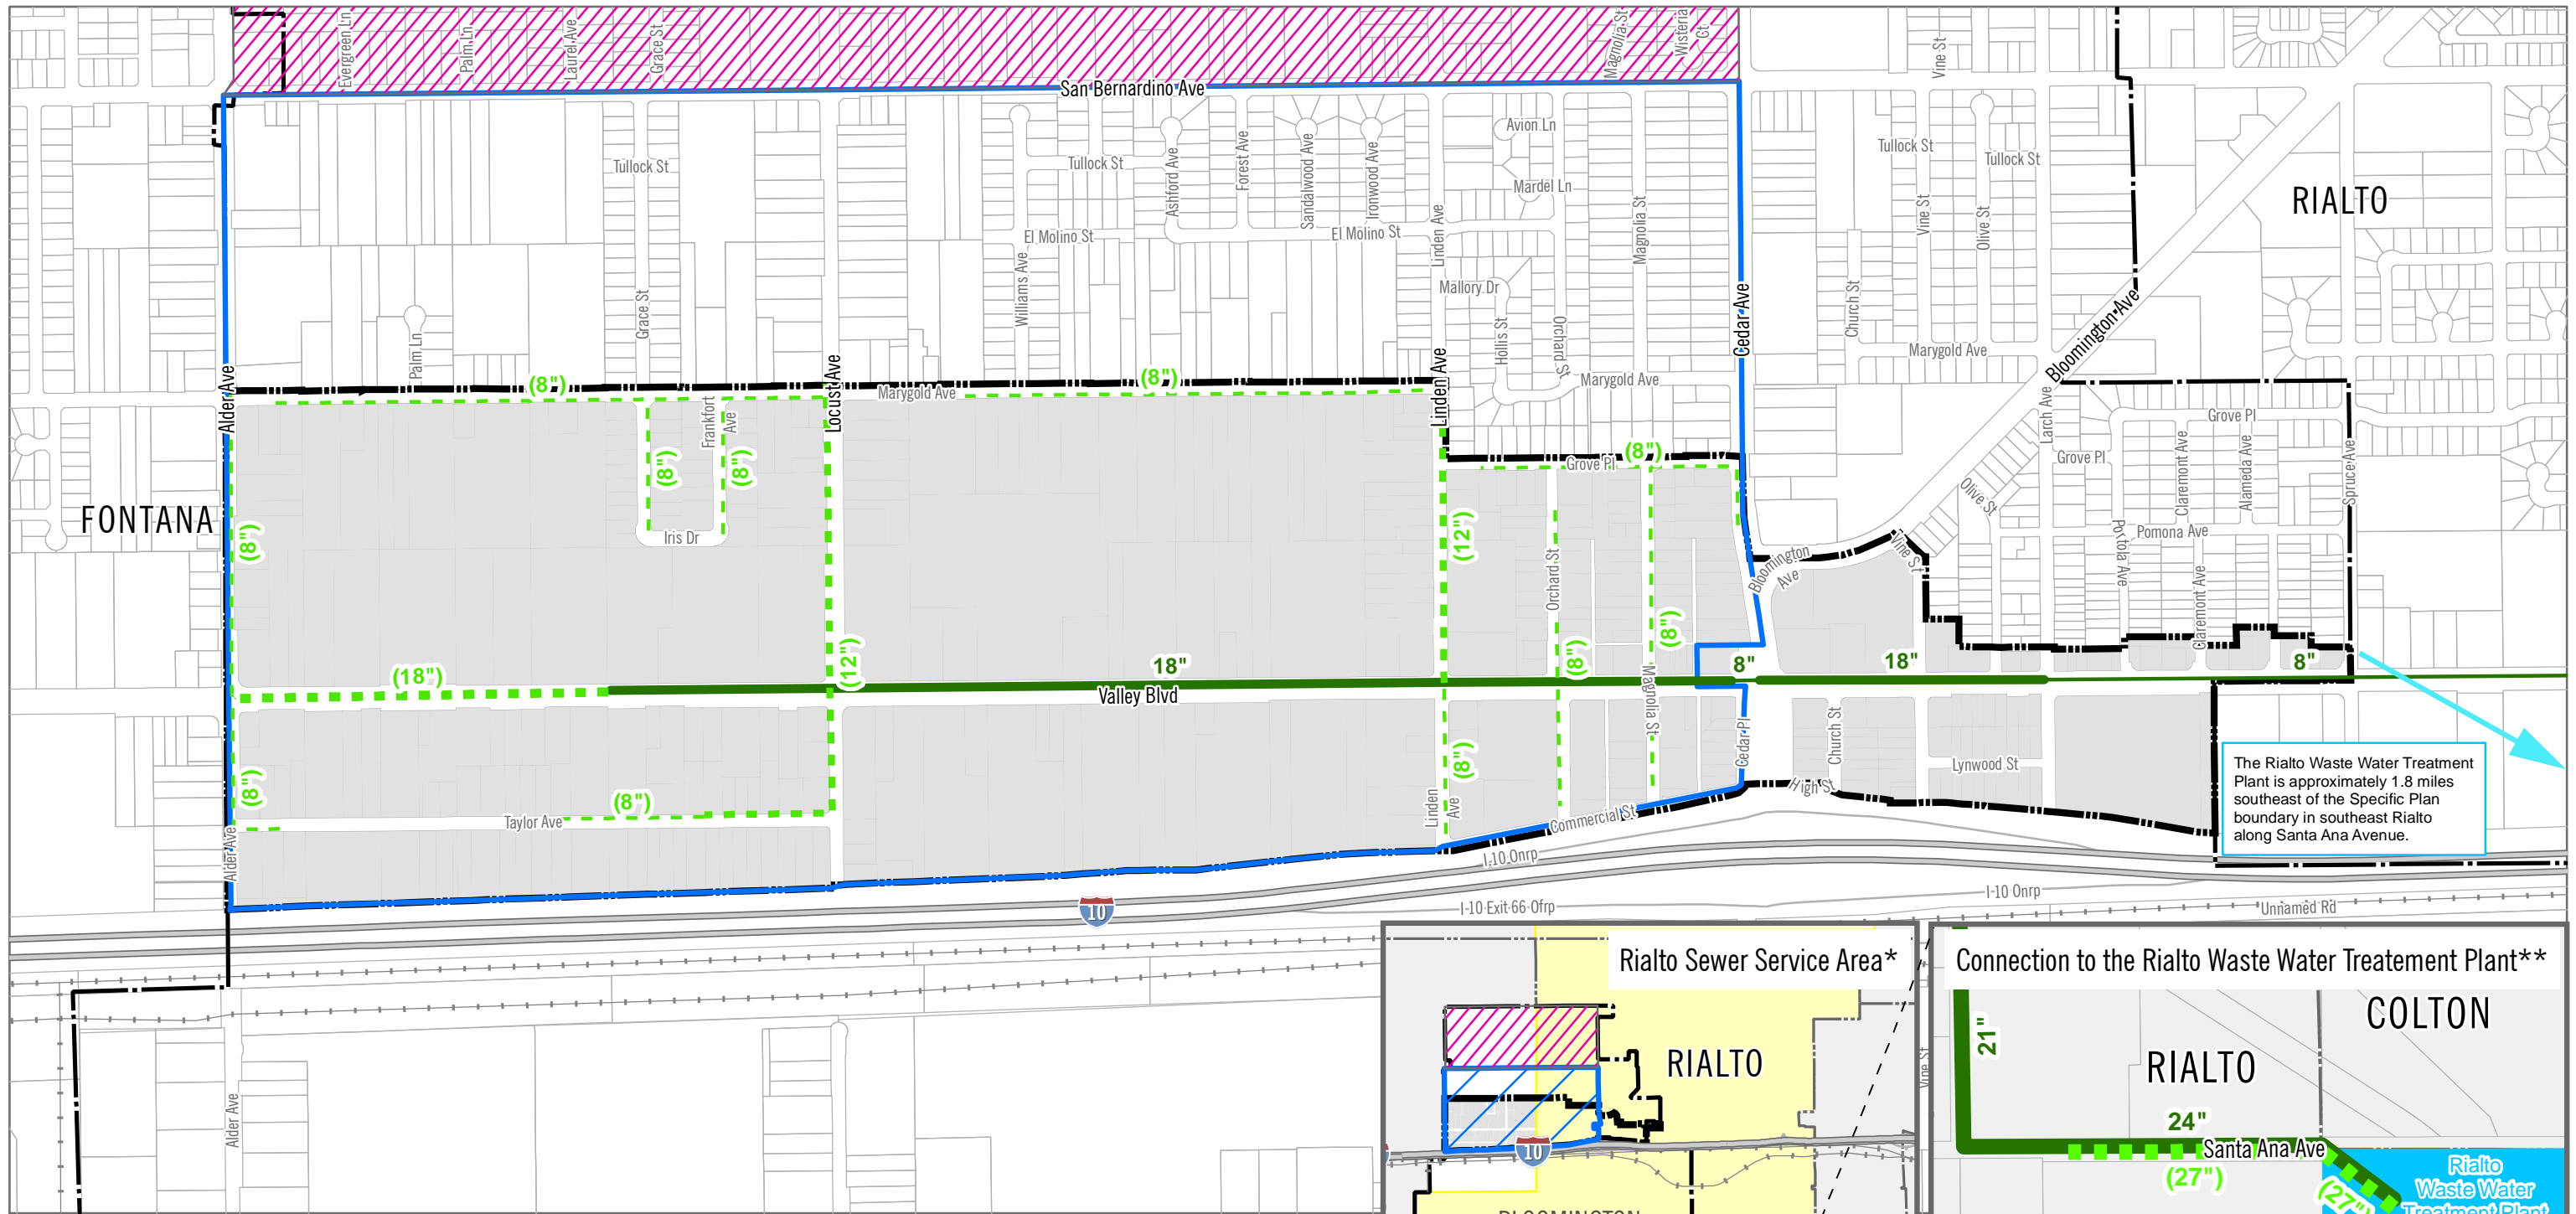 Evergreen Ln
Palm Ln
Laurel Ave
Grace St
Magnolia St
Wisteria
Ct
Vine St
San Bernardino Ave
Tullock St
Tullock St
Ashford Ave
Forest Ave
Sandalwood Ave
Ironwood Ave
Avion Ln
Mardel Ln
Tullock St
Tullock St
RIALTO
Linden Ave
Magnolia St
Vine St
Olive St
El Molino St
El Molino St
Williams Ave
Grace St
Palm Ln
Mallory Dr
Hollis St
Orchard St
Cedar Ave
Church St
Marygold Ave
Bloomington Ave
Alder Ave
(8")
Locust Ave
Marygold Ave
(8")
Linden Ave
Marygold Ave
Larch Ave
Grove Pl
Frankfort
Ave
(8")
(8")
Grove Pl
(8")
Grove Pl
Claremont Ave
Alameda Ave
Spruce Ave
Olive St
FONTANA
(8")
Iris Dr
(12")
Orchard St
Bloomington
Ave
Vine St
Portola Ave
Pomona Ave
Claremont Ave
(18")
(12")
18"
Valley Blvd
(8")
(8")
Magnolia St
8"
18"
8"
(8")
(8")
Taylor Ave
Alder Ave
(8")
Linden
Ave
Cedar Pl
Church St
Lynwood St
High St
Commercial St
The Rialto Waste Water Treatment
Plant is approximately 1.8 miles
southeast of the Specific Plan
boundary in southeast Rialto
along Santa Ana Avenue.
I-10 Onrp
I-10 Onrp
10
I-10 Exit 66 Ofrp
Unnamed Rd
Alder Ave
Rialto Sewer Service Area*
RIALTO
10
BLOOMINGTON
Vine St
Connection to the Rialto Waste Water Treatement Plant**
COLTON
21"
RIALTO
24"
Santa Ana Ave
(27")
(27")
Rialto
Waste Water
Treatment Plant